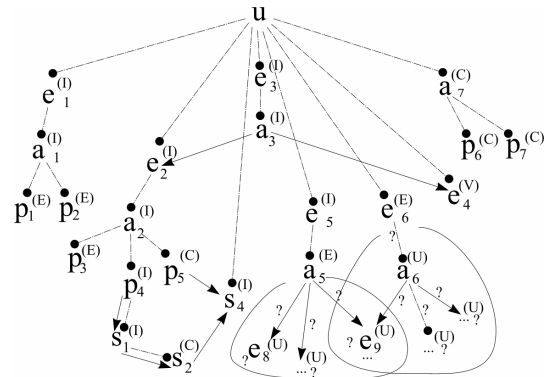 u
e1(I) e3(I) a7(C)
a1(I) a3(I) p6(C) p7(C)
e2(I) e4(V)
p1(E) p2(E) a2(I) e5(I) e6(E)
p3(E) p4(I) p5(C) a5(E) ? a6(U)
s4(I) ? ? ? ? ? (U) ... ?
s1(I) s2(C) ? e8(U) (U) ... ? ? e9(U) ... (U) ... ?